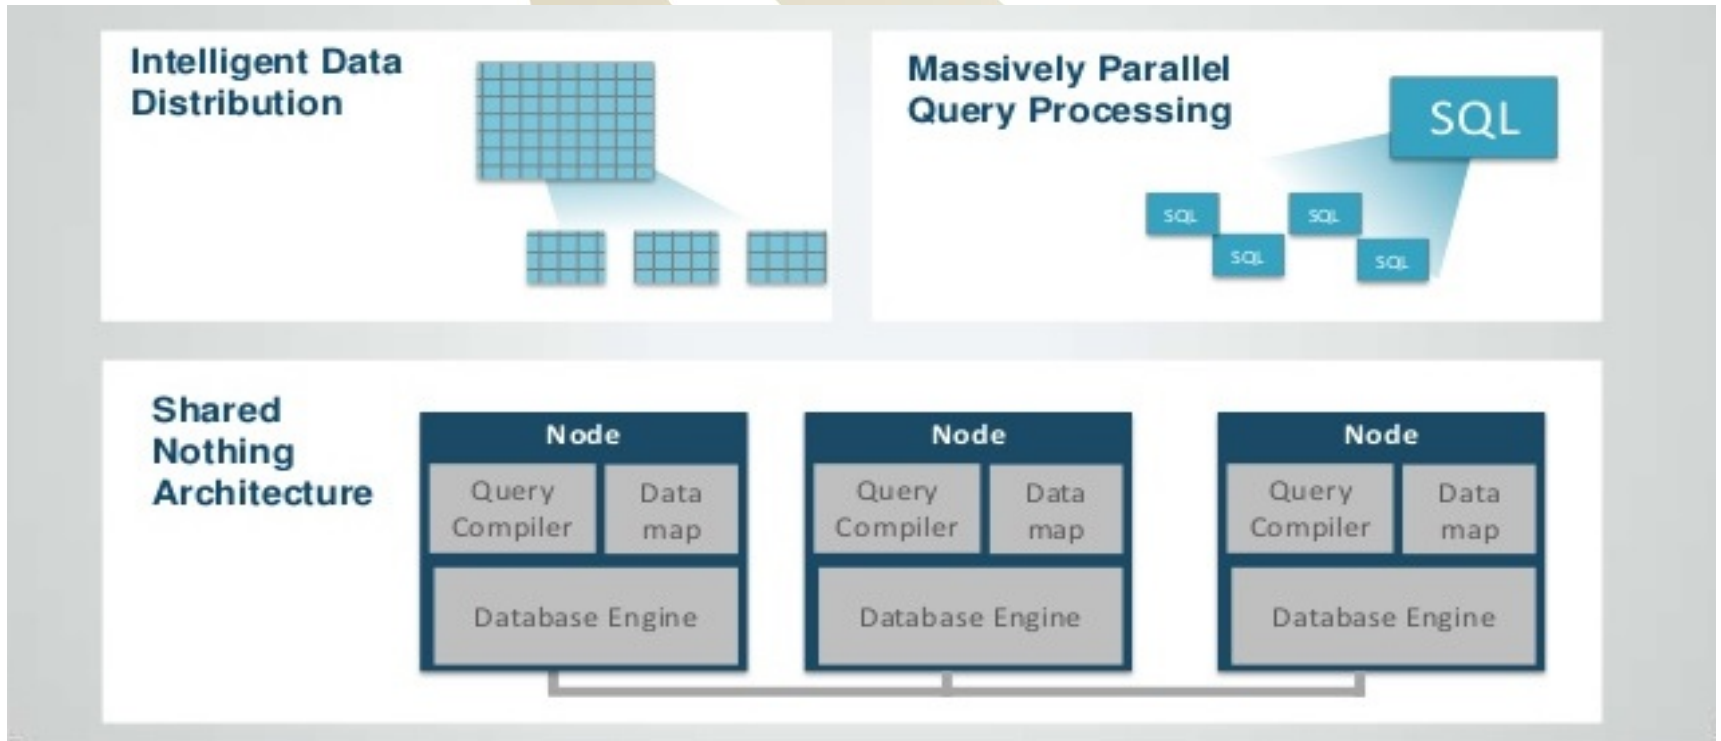 Intelligent Data
Distribution
Massively Parallel
Query Processing
SQL
SQL
SQL
SQL
SQL
Shared
Nothing
Architecture
Node
Query
Compiler
Data
map
Database Engine
Node
Query
Compiler
Data
map
Database Engine
Node
Query
Compiler
Data
map
Database Engine